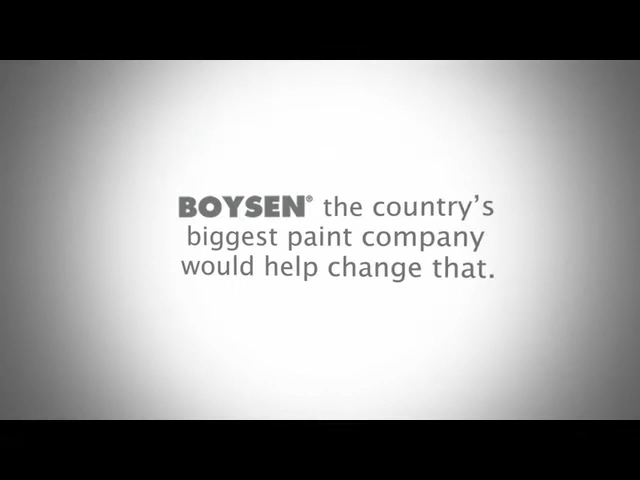 BOYSEN® the country's
biggest paint company
would help change that.